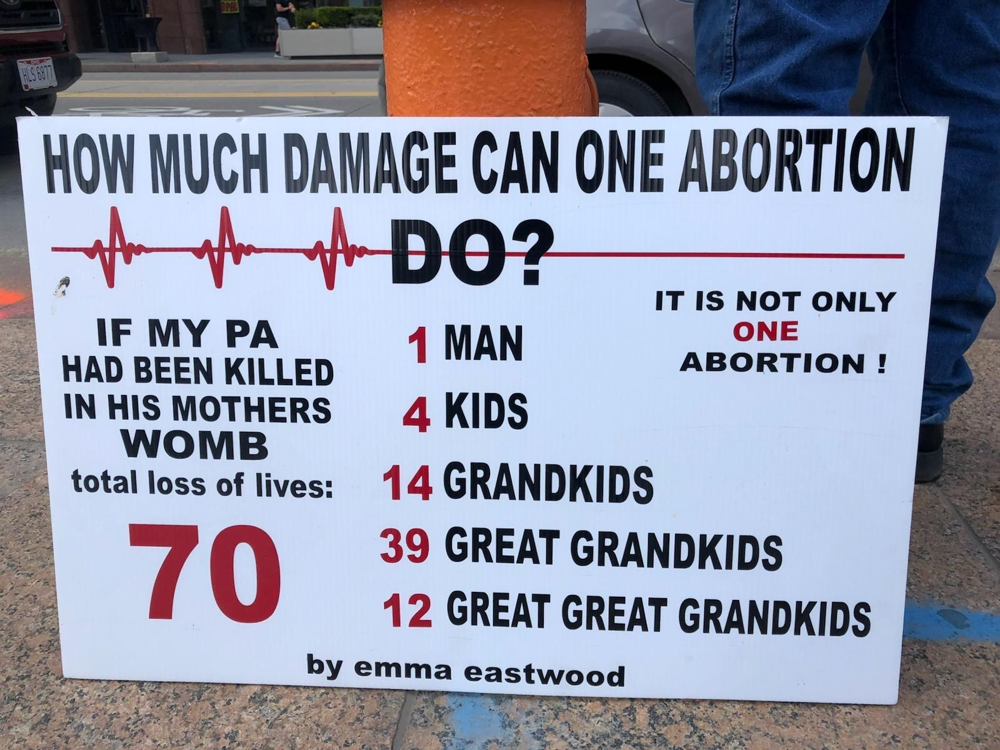 HLS 6877
HOW MUCH DAMAGE CAN ONE ABORTION
DO?
IT IS NOT ONLY
ONE
ABORTION !
IF MY PA
HAD BEEN KILLED
IN HIS MOTHERS
WOMB
total loss of lives:
70
1 MAN
4 KIDS
14 GRANDKIDS
39 GREAT GRANDKIDS
12 GREAT GREAT GRANDKIDS
by emma eastwood